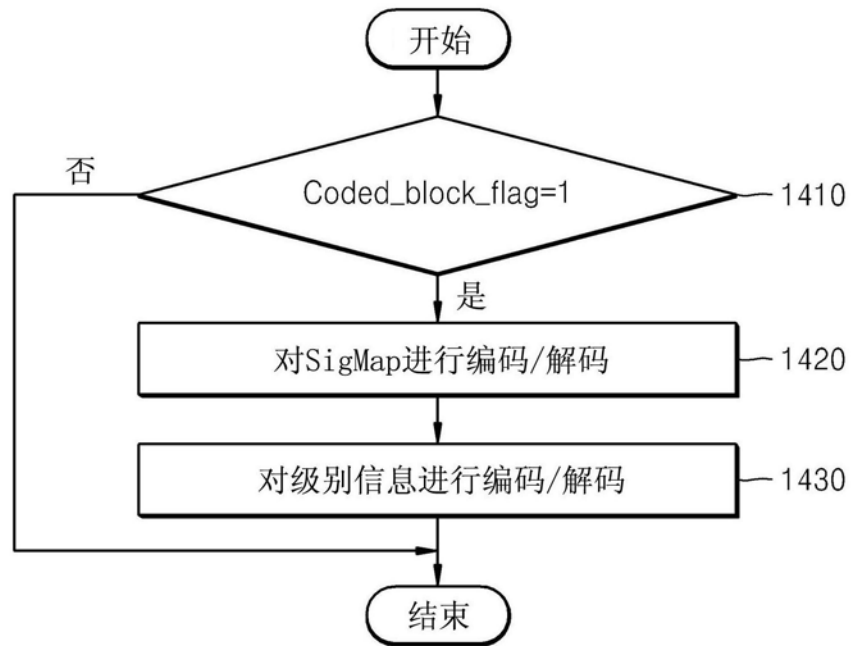 开始
否
Coded_block_flag=1
1410
是
对SigMap进行编码/解码
1420
对级别信息进行编码/解码
1430
结束